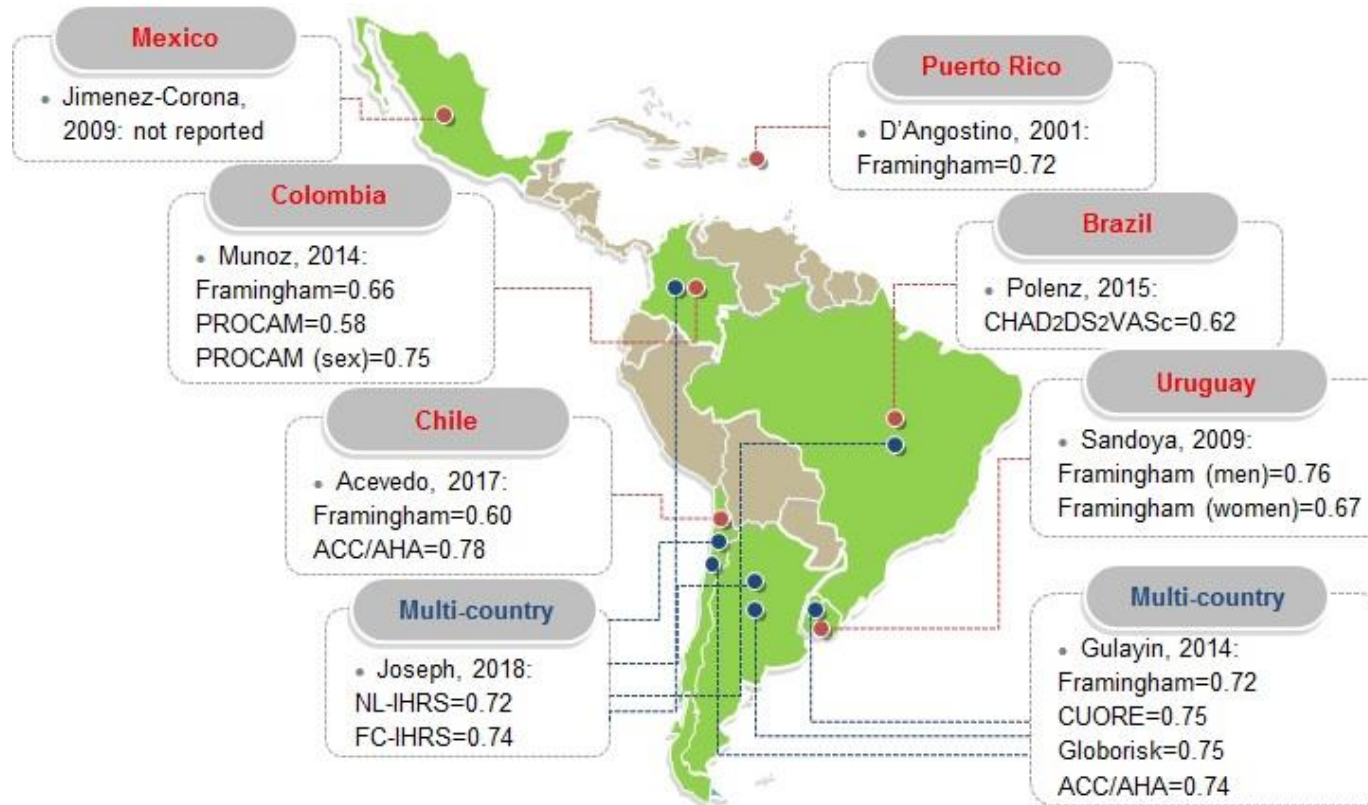 Mexico
• Jimenez-Corona,
2009: not reported
Puerto Rico
• D'Angostino, 2001:
Framingham=0.72
Colombia
• Munoz, 2014:
Framingham=0.66
PROCAM=0.58
PROCAM (sex)=0.75
Brazil
• Polenz, 2015:
CHAD2DS2VASc=0.62
Chile
• Acevedo, 2017:
Framingham=0.60
ACC/AHA=0.78
Uruguay
• Sandoya, 2009:
Framingham (men)=0.76
Framingham (women)=0.67
Multi-country
• Joseph, 2018:
NL-IHRS=0.72
FC-IHRS=0.74
Multi-country
• Gulayin, 2014:
Framingham=0.72
CUORE=0.75
Globorisk=0.75
ACC/AHA=0.74